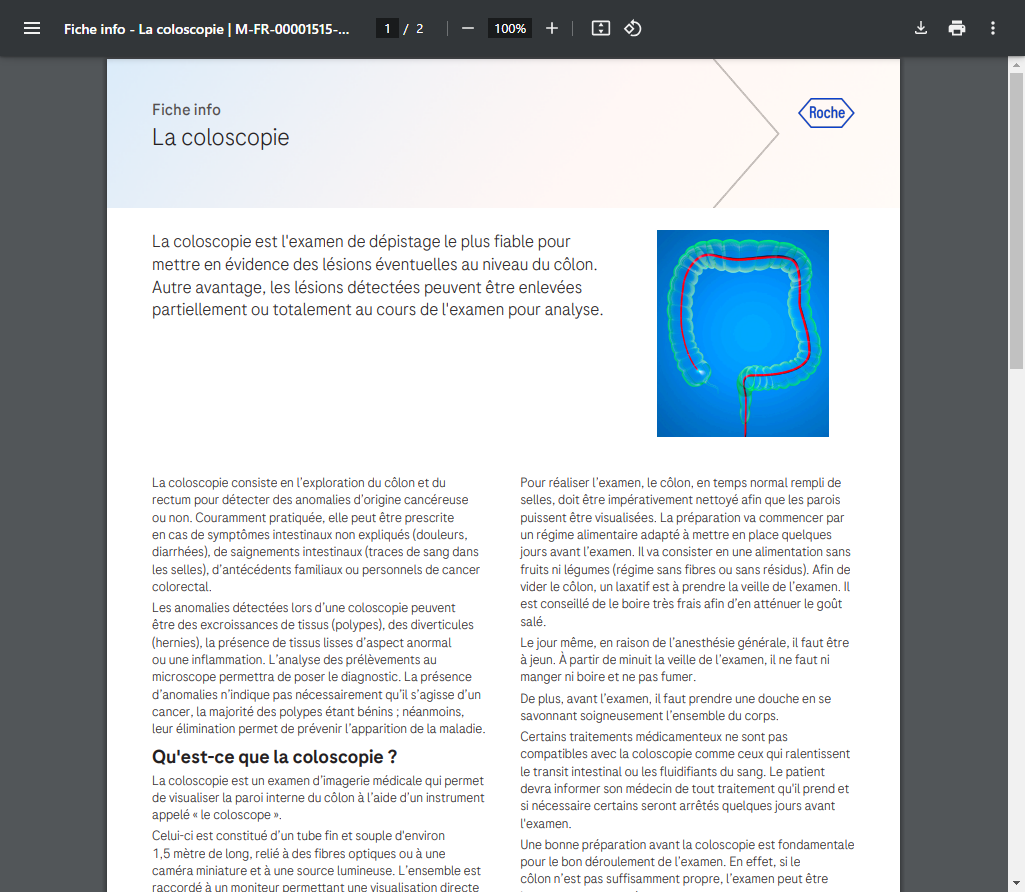 Fiche info - La coloscopie | M-FR-00001515-...
1 / 2
100%
Fiche info
La coloscopie
Roche
La coloscopie est l'examen de dépistage le plus fiable pour
mettre en évidence des lésions éventuelles au niveau du côlon.
Autre avantage, les lésions détectées peuvent être enlevées
partiellement ou totalement au cours de l'examen pour analyse.
La coloscopie consiste en l'exploration du côlon et du
rectum pour détecter des anomalies d'origine cancéreuse
ou non. Couramment pratiquée, elle peut être prescrite
en cas de symptômes intestinaux non expliqués (douleurs,
diarrhées), de saignements intestinaux (traces de sang dans
les selles), d'antécédents familiaux ou personnels de cancer
colorectal.
Les anomalies détectées lors d'une coloscopie peuvent
être des excroissances de tissu (polypes), des diverticules
(hernies), la présence de tissus lisses d'aspect anormal
ou une inflammation. L'analyse des prélèvements au
microscope permettra de poser le diagnostic. La présence
d'anomalies n'indique pas nécessairement qu'il s'agisse d'un
cancer, la majorité des polypes étant bénins ; néanmoins,
leur élimination permet de prévenir l'apparition de la maladie.
Qu'est-ce que la coloscopie ?
La coloscopie est un examen d'imagerie médicale qui permet
de visualiser la paroi interne du côlon à l'aide d'un instrument
appelé « le coloscope ».
Celui-ci est constitué d'un tube fin et souple d'environ
1,5 mètre de long, relié à des fibres optiques ou à une
caméra miniature et à une source lumineuse. L'ensemble est
raccordé à un moniteur permettant une visualisation directe
Pour réaliser l'examen, le côlon, en temps normal rempli de
selles, doit être impérativement nettoyé afin que les parois
puissent être visualisées. La préparation va commencer par
un régime alimentaire adapté à mettre en place quelques
jours avant l'examen. Il va consister en une alimentation sans
fruits ni légumes (régime sans fibres ou sans résidus). Afin de
vider le côlon, un laxatif est à prendre la veille de l'examen. Il
est conseillé de le boire très frais afin d'en atténuer le goût
salé.
Le jour même, en raison de l'anesthésie générale, il faut être
à jeun. À partir de minuit la veille de l'examen, il ne faut ni
manger ni boire et ne pas fumer.
De plus, avant l'examen, il faut prendre une douche en se
savonnant soigneusement l'ensemble du corps.
Certains traitements médicamenteux ne sont pas
compatibles avec la coloscopie comme ceux qui ralentissent
le transit intestinal ou les fluidifiants du sang. Le patient
devra informer son médecin de tout traitement qu'il prend et
si nécessaire certains seront arrêtés quelques jours avant
l'examen.
Une bonne préparation avant la coloscopie est fondamentale
pour le bon déroulement de l'examen. En effet, si le
côlon n'est pas suffisamment propre, l'examen peut être